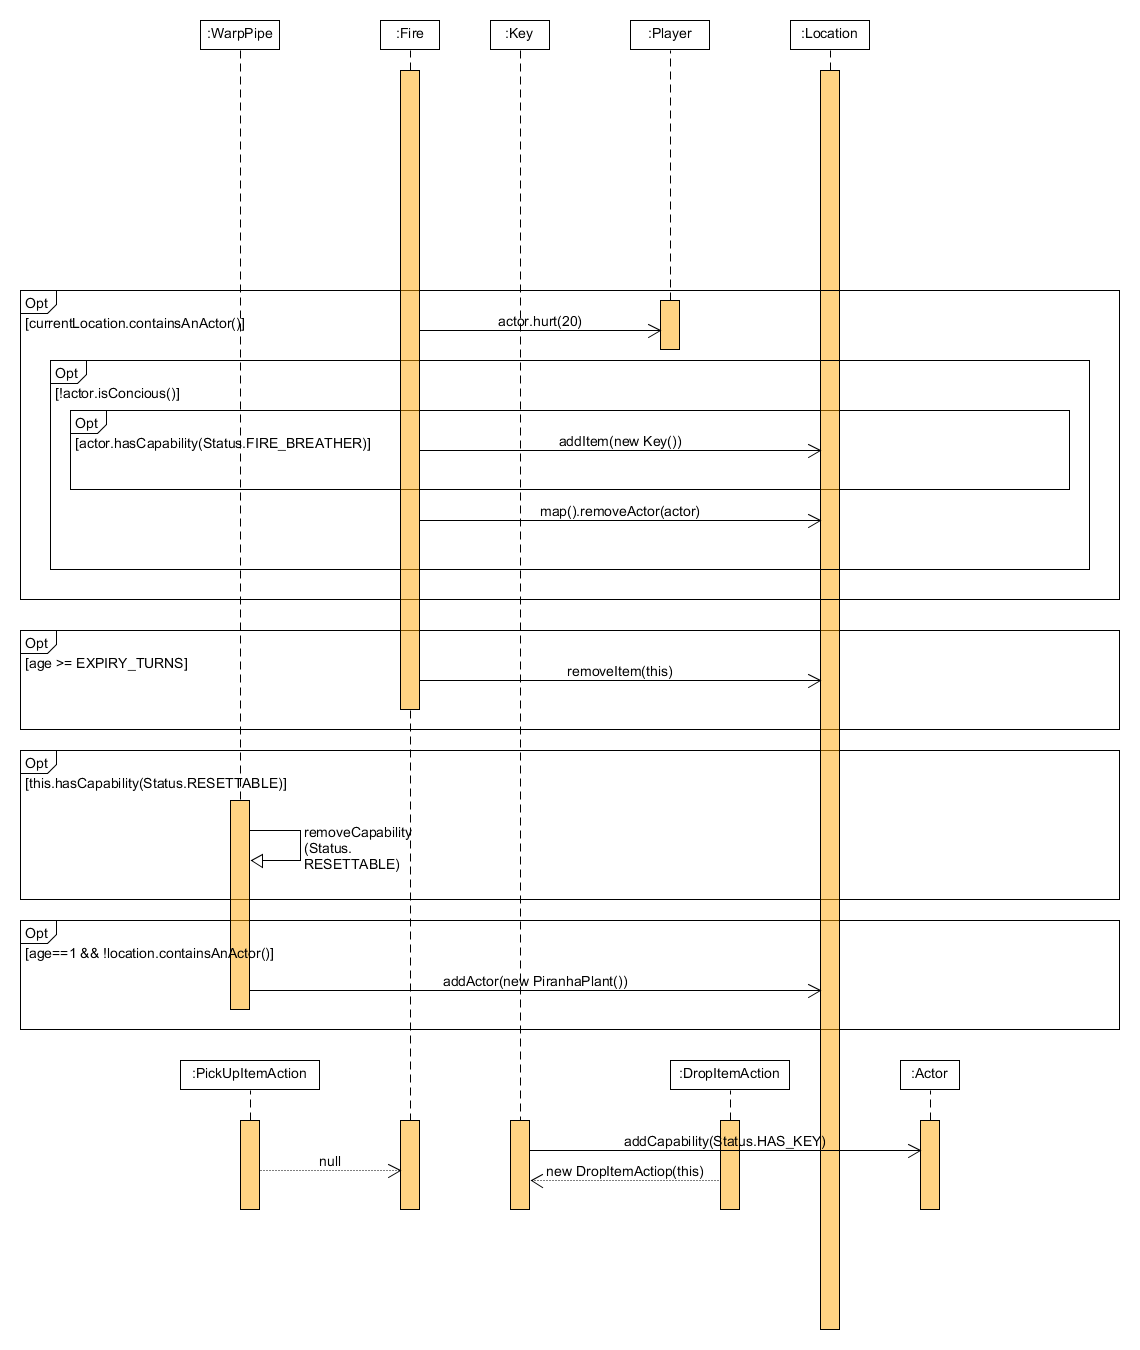 :WarpPipe
:Fire
:Key
:Player
:Location
Opt
[currentLocation.containsAnActor()]
actor.hurt(20)
Opt
[!actor.isConcious()]
Opt
[actor.hasCapability(Status.FIRE_BREATHER)]
addItem(new Key())
map().removeActor(actor)
Opt
[age >= EXPIRY_TURNS]
removeItem(this)
Opt
[this.hasCapability(Status.RESETTABLE)]
removeCapability
(Status.
RESETTABLE)
Opt
[age==1 && !location.containsAnActor()]
addActor(new PiranhaPlant())
:PickUpItemAction
:DropItemAction
:Actor
addCapability(Status.HAS_KEY)
null
new DropItemActiop(this)